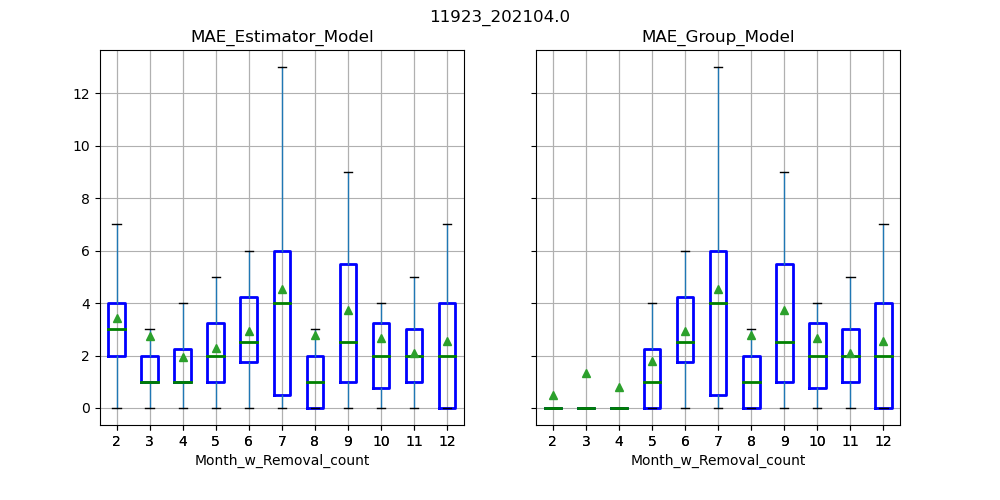 11923_202104.0
MAE_Estimator_Model
MAE_Group_Model
12
10
8
6
4
2
0
2 3 4 5 6 7 8 9 10 11 12
2 3 4 5 6 7 8 9 10 11 12
Month_w_Removal_count
Month_w_Removal_count